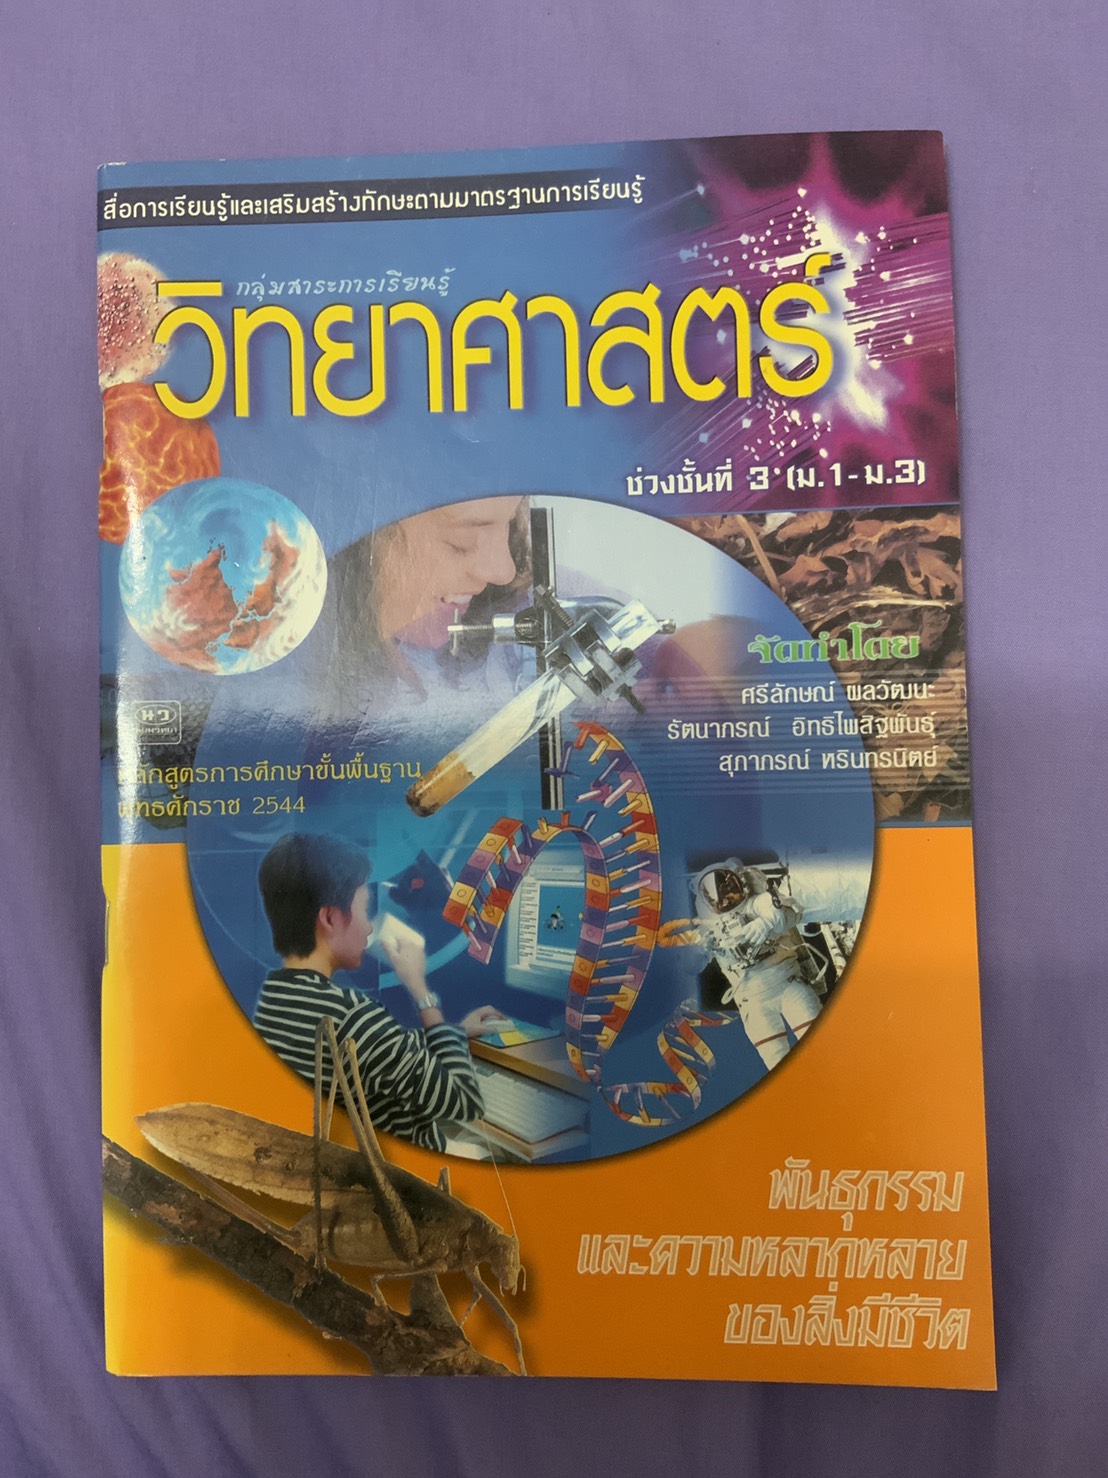 สื่อการเรียนรู้และเสริมสร้างทักษะตามมาตรฐานการเรียนรู้
กลุ่มสาระการเรียนรู้
วิทยาศาสตร์
ช่วงชั้นที่ 3 (ม.1-ม.3)
จัดทำโดย
ศรีลักษณ์ ผลวัฒนะ
รัตนาภรณ์ อิทธิไพสิฐพันธุ์
สุภาภรณ์ หรินทรนิตย์
นว
หลักสูตรการศึกษาขั้นพื้นฐาน
พุทธศักราช 2544
พันธุกรรม
และความหลากหลาย
ของสิ่งมีชีวิต